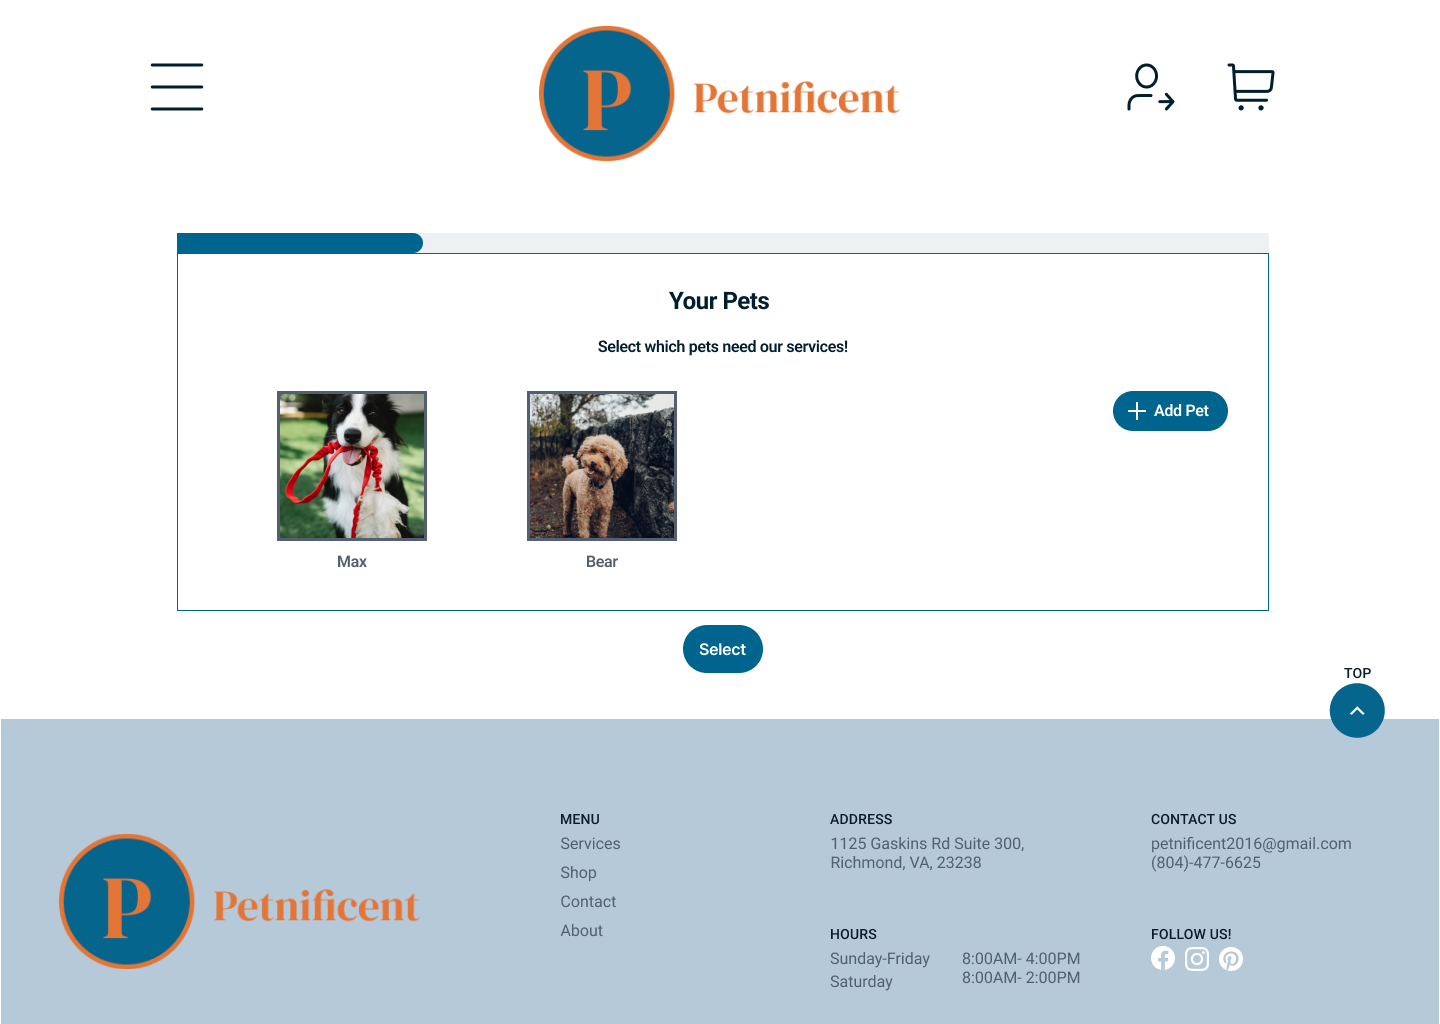 P
Petnificent
Your Pets
Select which pets need our services!
Add Pet
Max
Bear
Select
TOP
P
Petnificent
MENU
Services
Shop
Contact
About
ADDRESS
1125 Gaskins Rd Suite 300,
Richmond, VA, 23238
HOURS
Sunday-Friday 8:00AM- 4:00PM
Saturday 8:00AM- 2:00PM
CONTACT US
petnificent2016@gmail.com
(804)-477-6625
FOLLOW US!